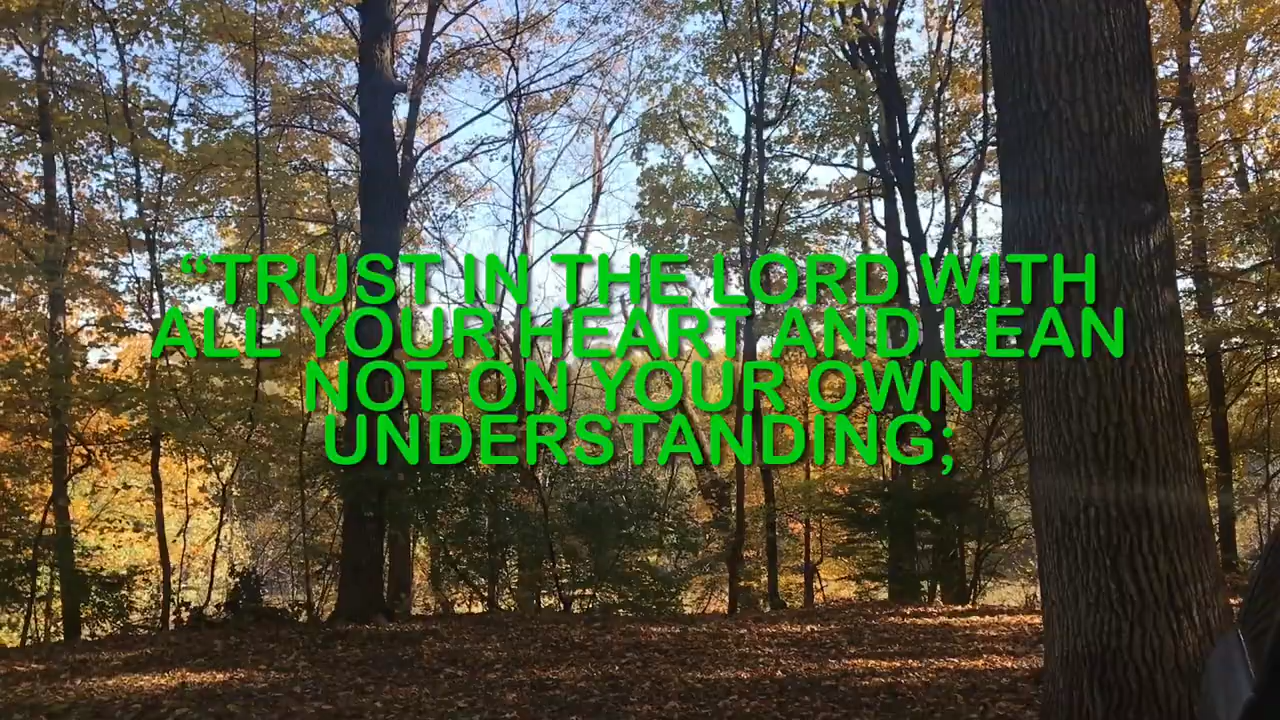 “TRUST IN THE LORD WITH
ALL YOUR HEART AND LEAN
NOT ON YOUR OWN
UNDERSTANDING;